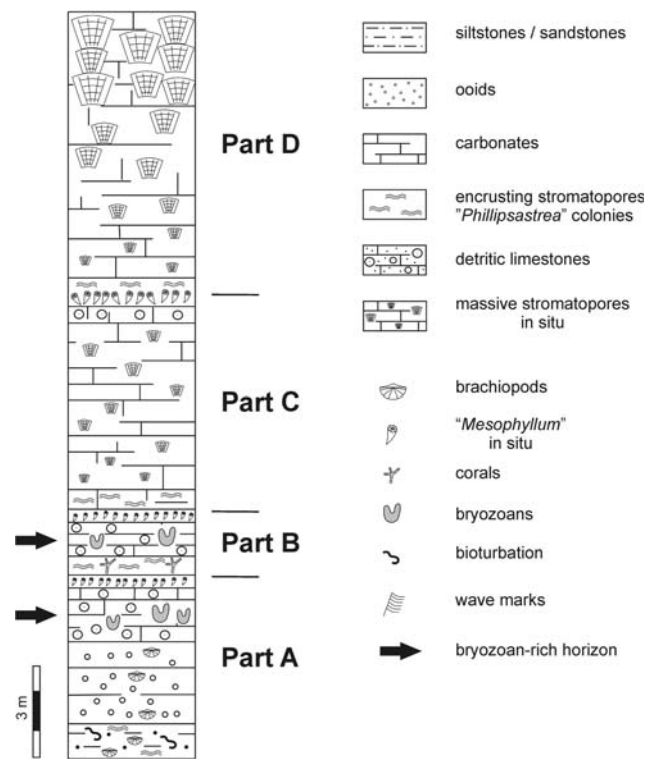 Part D
Part C
Part B
Part A
3 m
siltstones / sandstones
ooids
carbonates
encrusting stromatopores
"Phillipsastrea" colonies
detritic limestones
massive stromatopores
in situ
brachiopods
“Mesophyllum”
in situ
corals
bryozoans
bioturbation
wave marks
bryozoan-rich horizon